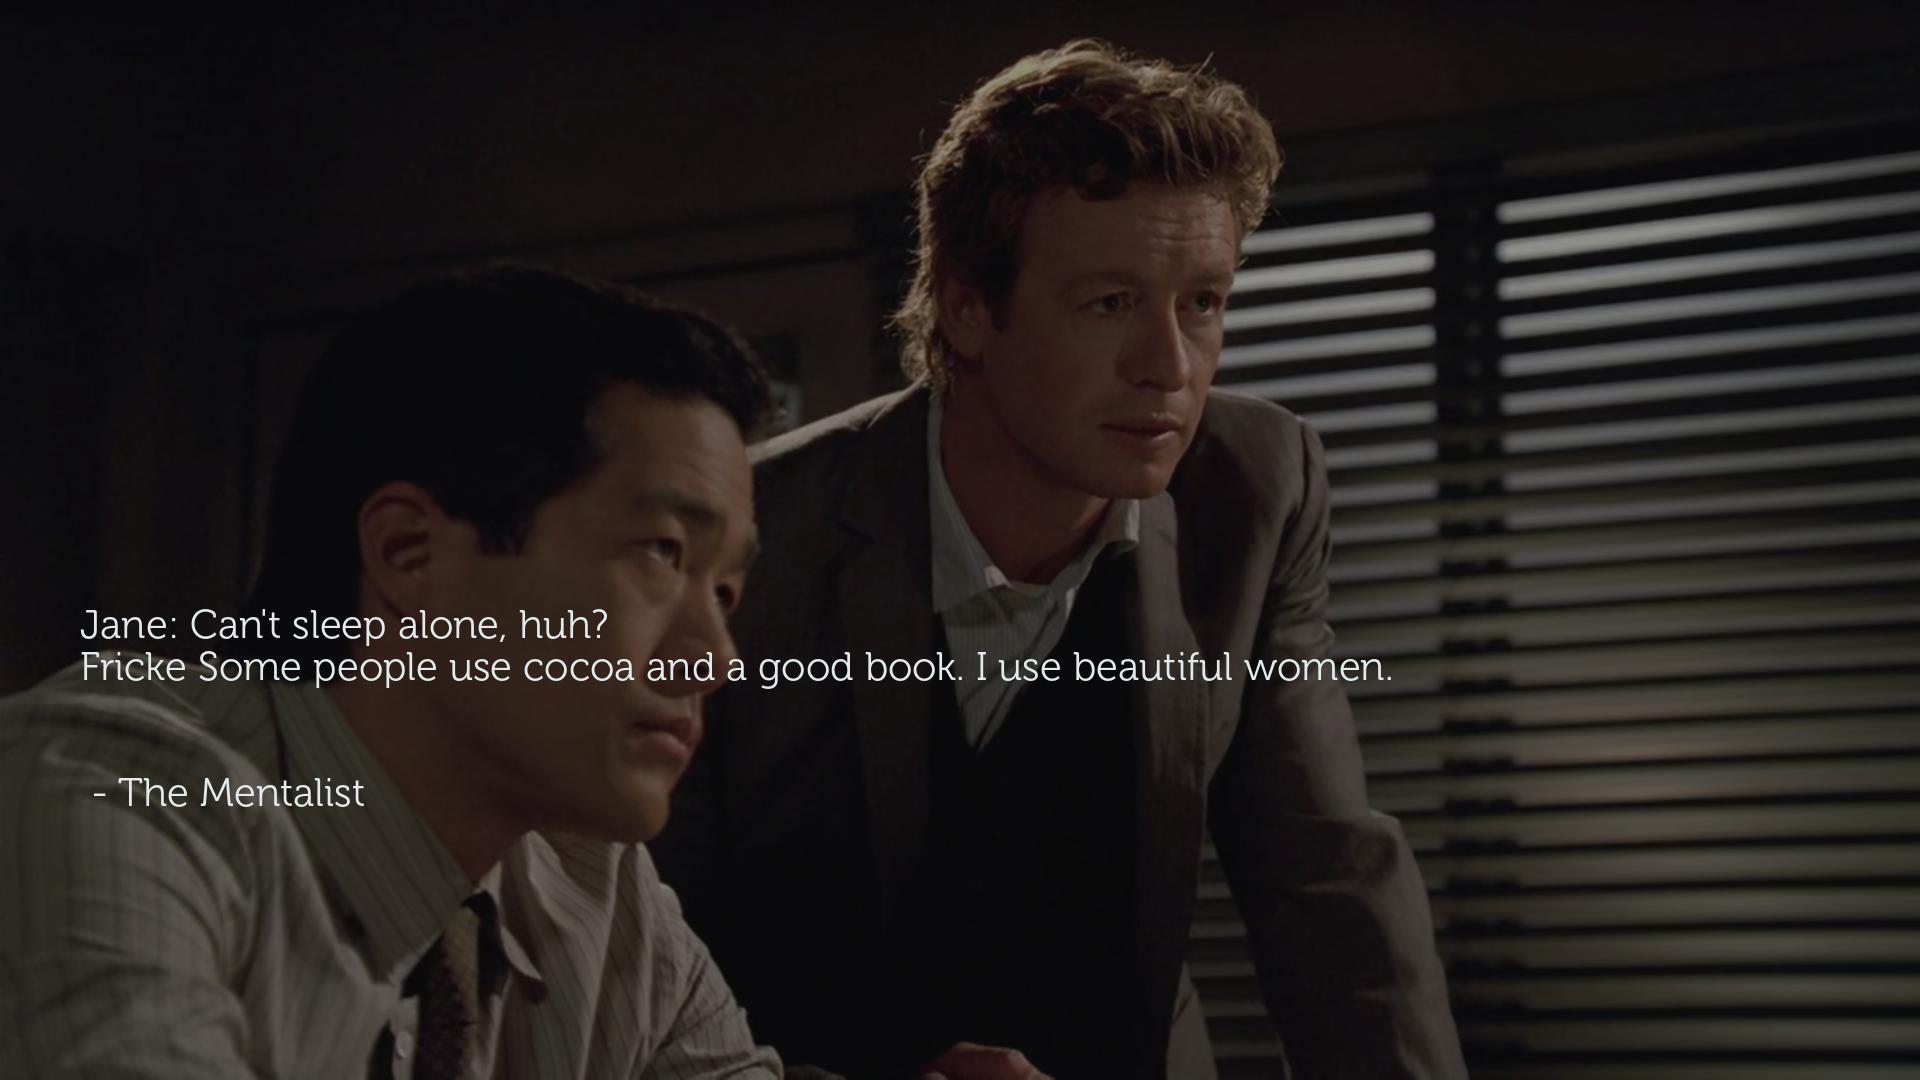 Jane: Can't sleep alone, huh?
Fricke Some people use cocoa and a good book. I use beautiful women.
- The Mentalist